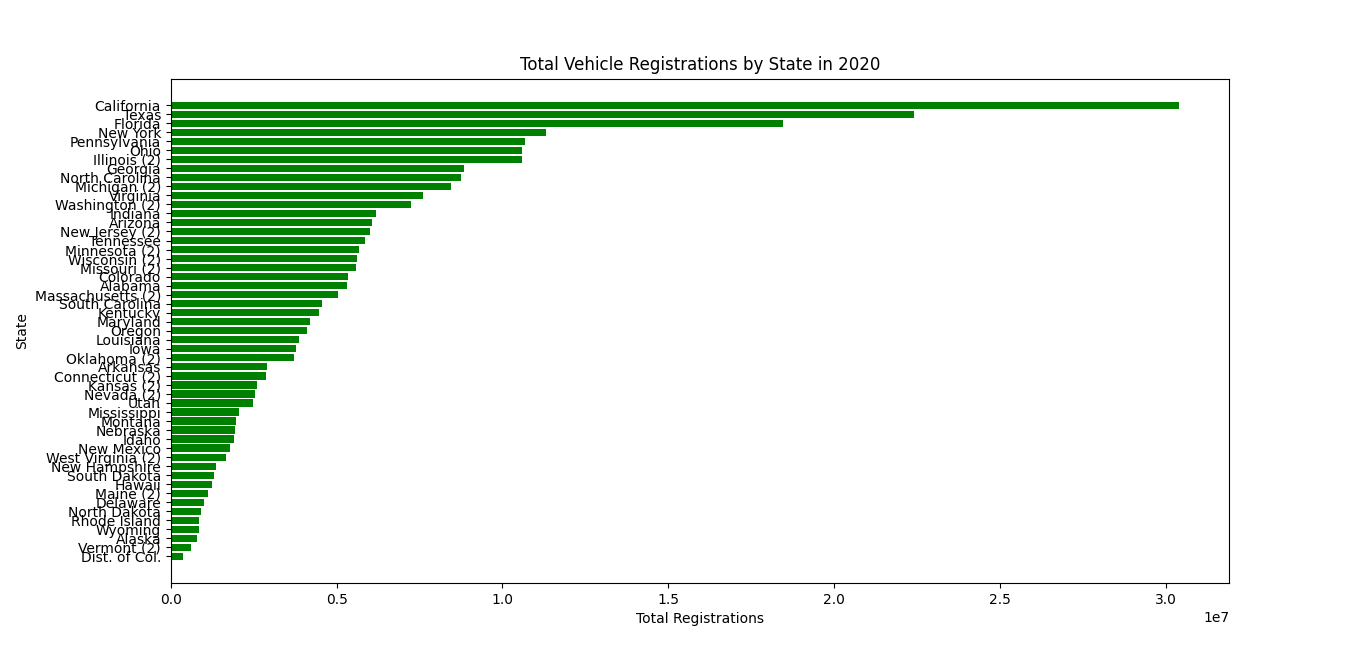 Total Vehicle Registrations by State in 2020
California
Texas
Florida
New York
Pennsylvania
Ohio
Illinois (2)
Georgia
North Carolina
Michigan (2)
Virginia
Washington (2)
Indiana
Arizona
New Jersey (2)
Tennessee
Minnesota (2)
Wisconsin (2)
Missouri (2)
Colorado
Alabama
Massachusetts (2)
South Carolina
Kentucky
Maryland
Oregon
Louisiana
Iowa
Oklahoma (2)
Arkansas
Connecticut (2)
Kansas (2)
Nevada (2)
Utah
Mississippi
Montana
Nebraska
Idaho
New Mexico
West Virginia (2)
New Hampshire
South Dakota
Hawaii
Maine (2)
Delaware
North Dakota
Rhode Island
Wyoming
Alaska
Vermont (2)
Dist. of Col.
State
0.0 0.5 1.0 1.5 2.0 2.5 3.0
Total Registrations
1e7